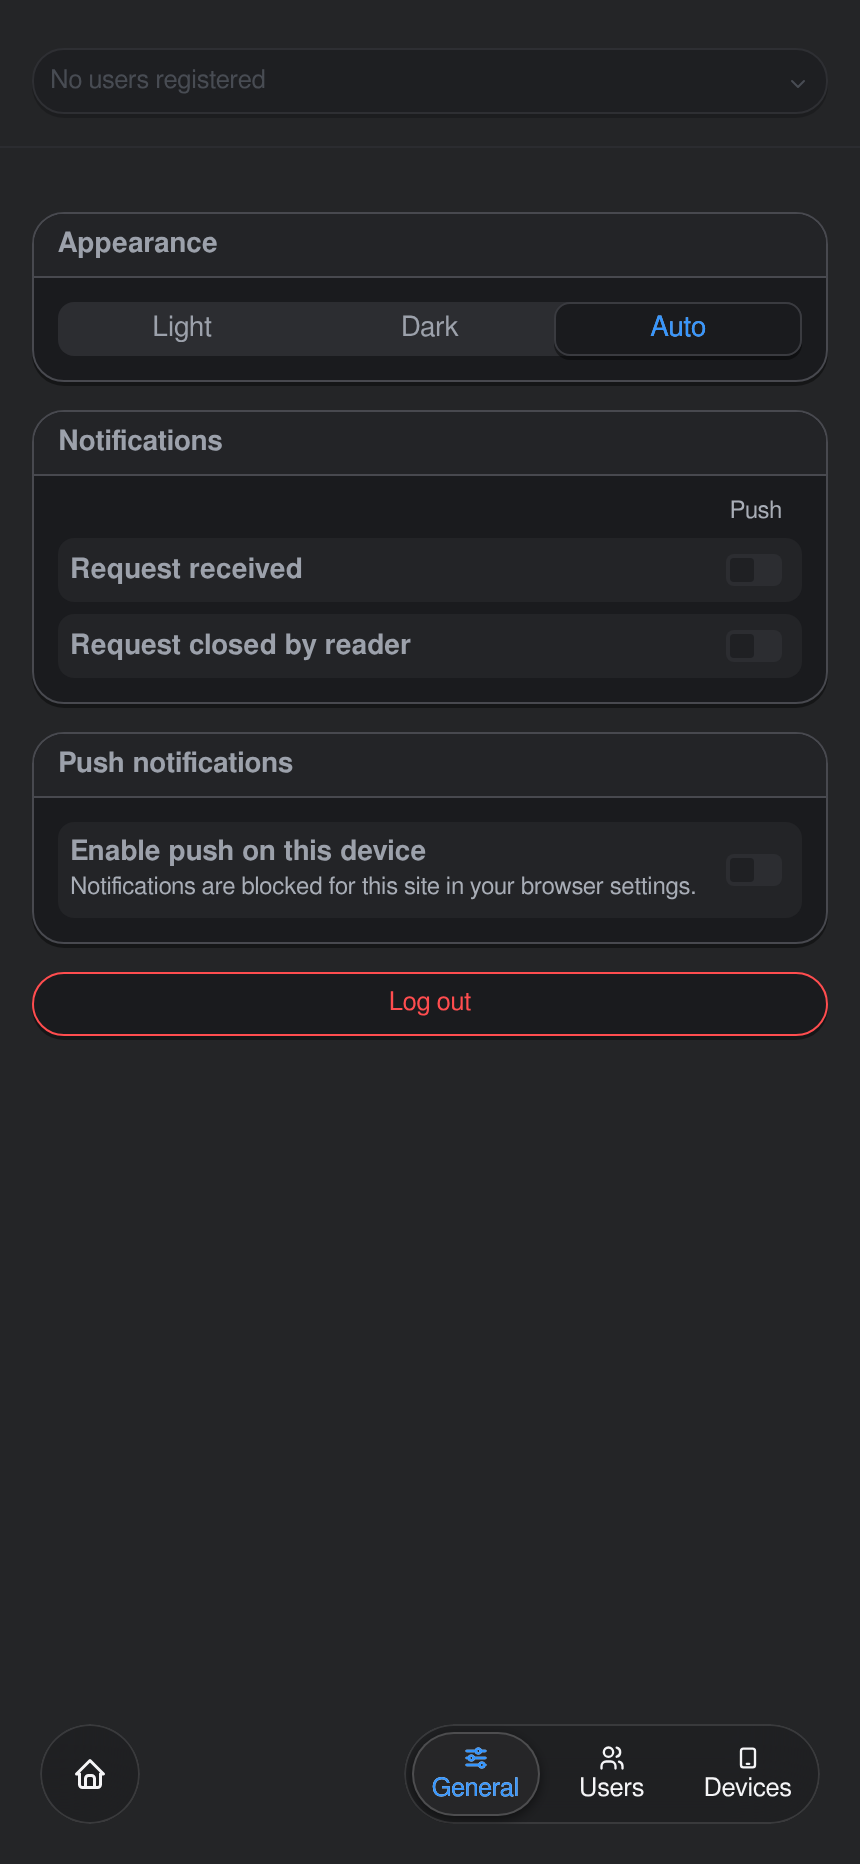 No users registered
Appearance
Light
Dark
Auto
Notifications
Push
Request received
Request closed by reader
Push notifications
Enable push on this device
Notifications are blocked for this site in your browser settings.
Log out
General
Users
Devices